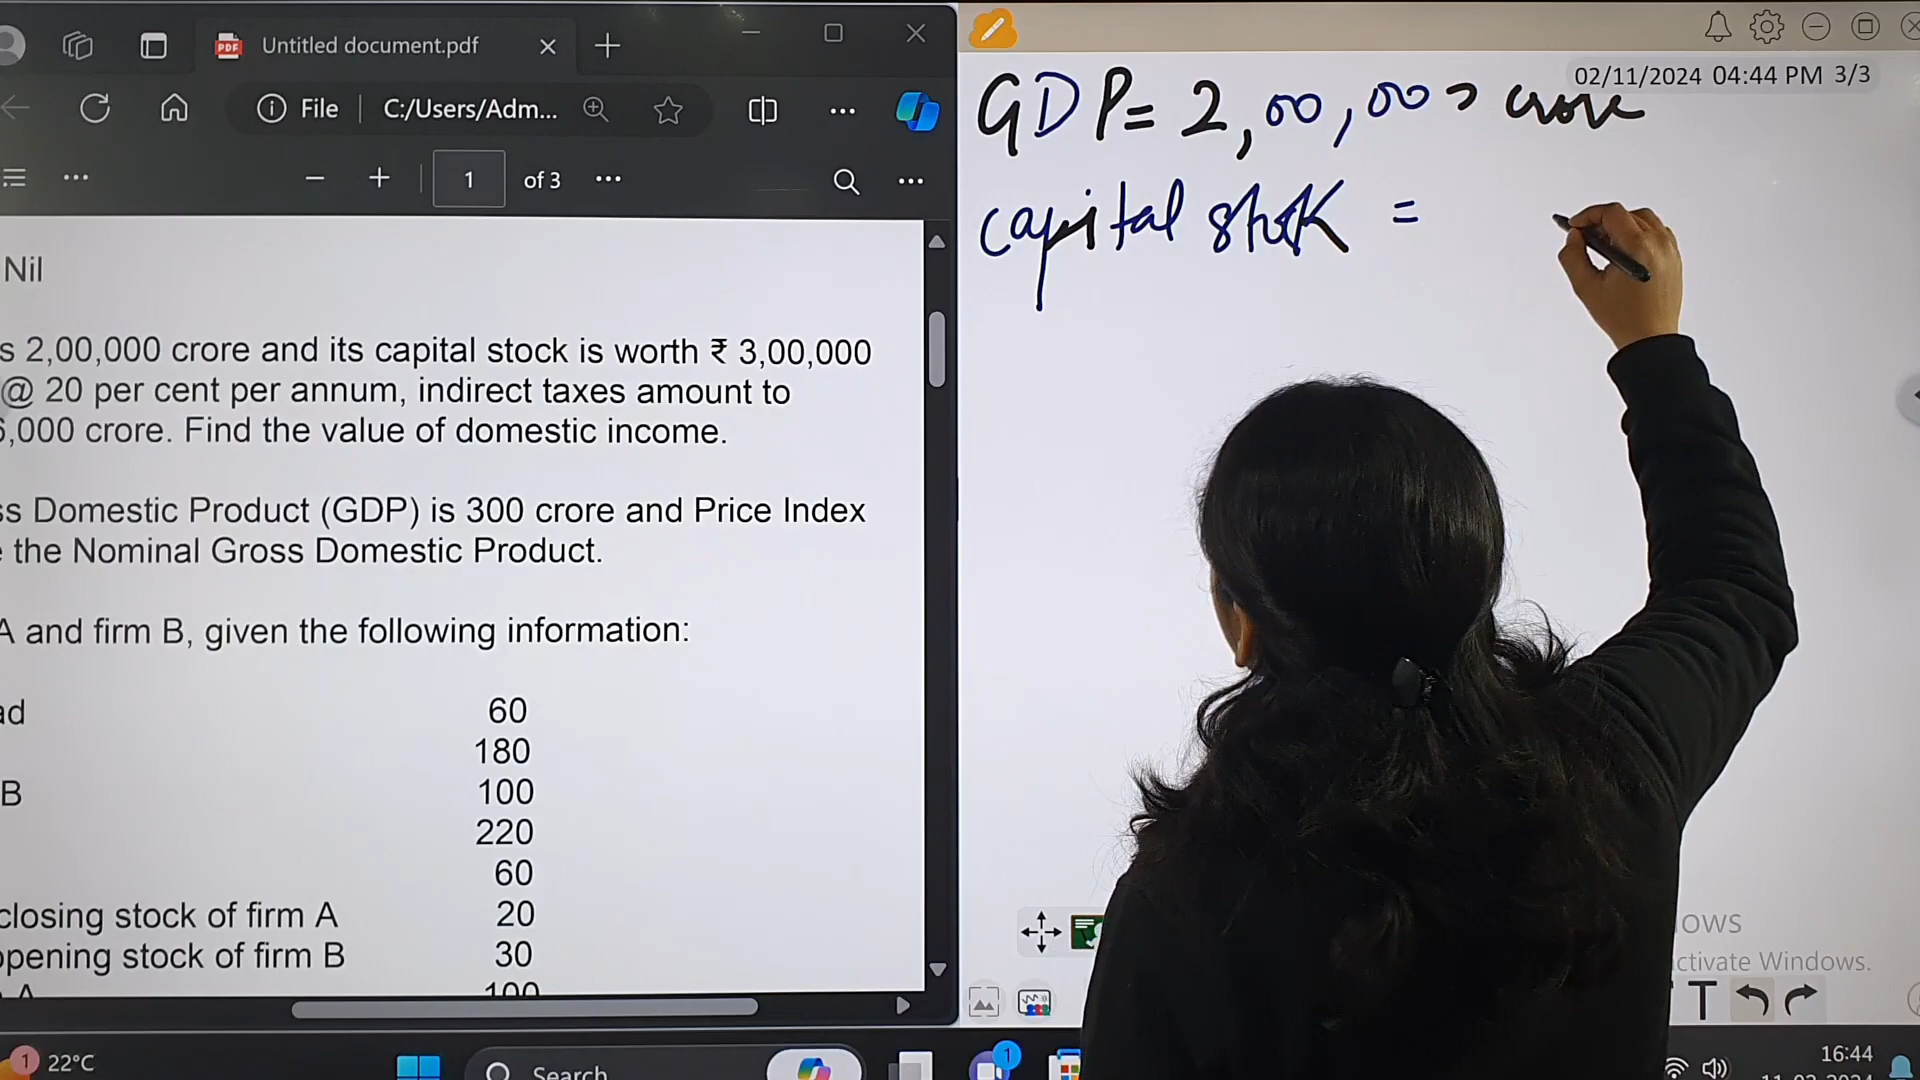 Untitled document.pdf
File
C:/Users/Adm...
1
of 3
Nil
s 2,00,000 crore and its capital stock is worth ₹ 3,00,000
@ 20 per cent per annum, indirect taxes amount to
6,000 crore. Find the value of domestic income.
ss Domestic Product (GDP) is 300 crore and Price Index
e the Nominal Gross Domestic Product.
A and firm B, given the following information:
ad 60
180
B 100
220
60
closing stock of firm A 20
opening stock of firm B 30
A 100
1
22°C
Search
1
02/11/2024 04:44 PM 3/3
GDP = 2,00,000 crore
capital stock =
ows
ctivate Windows.
T
16:44